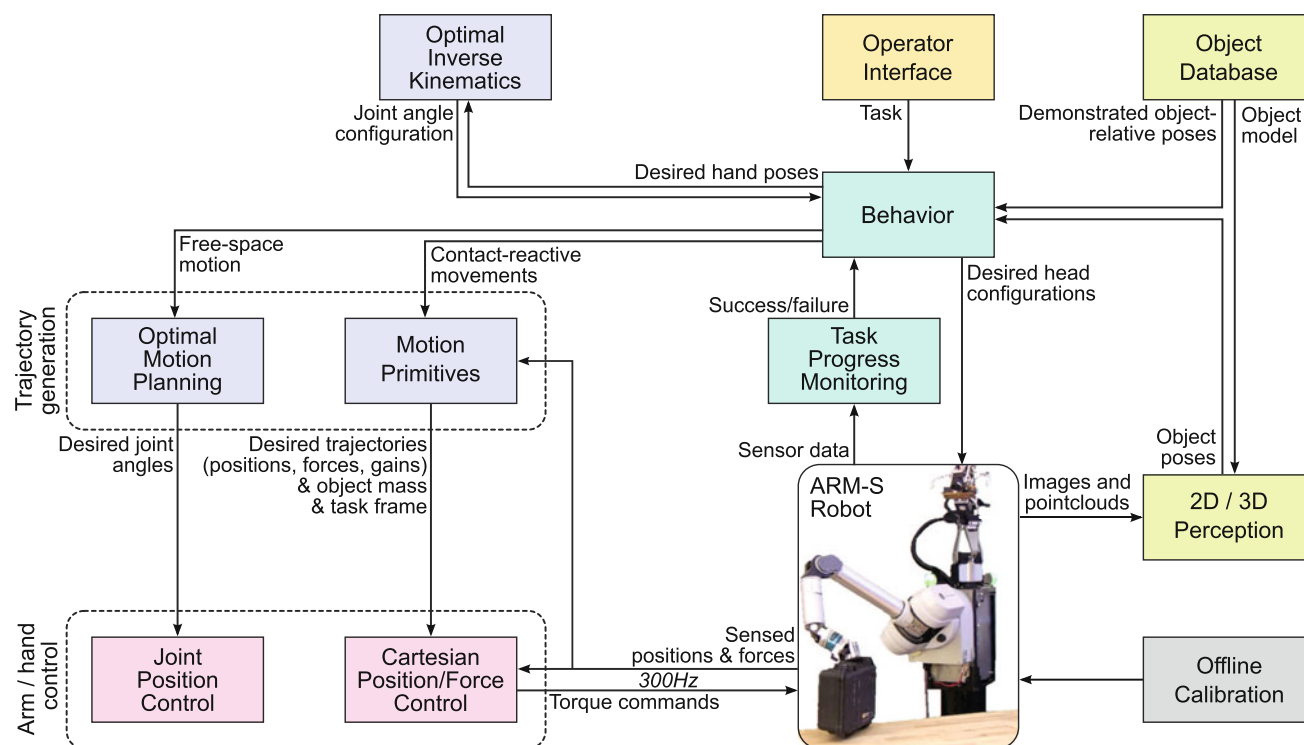 Optimal
Inverse
Kinematics
Operator
Interface
Object
Database
Joint angle
configuration
Task
Demonstrated object-
relative poses
Object
model
Desired hand poses
Behavior
Free-space
motion
Contact-reactive
movements
Desired head
configurations
Success/failure
Trajectory
generation
Optimal
Motion
Planning
Motion
Primitives
Task
Progress
Monitoring
Desired joint
angles
Desired trajectories
(positions, forces, gains)
& object mass
& task frame
Sensor data
Object
poses
ARM-S
Robot
Images and
pointclouds
2D / 3D
Perception
Arm / hand
control
Joint
Position
Control
Cartesian
Position/Force
Control
Sensed
positions & forces
300Hz
Torque commands
Offline
Calibration